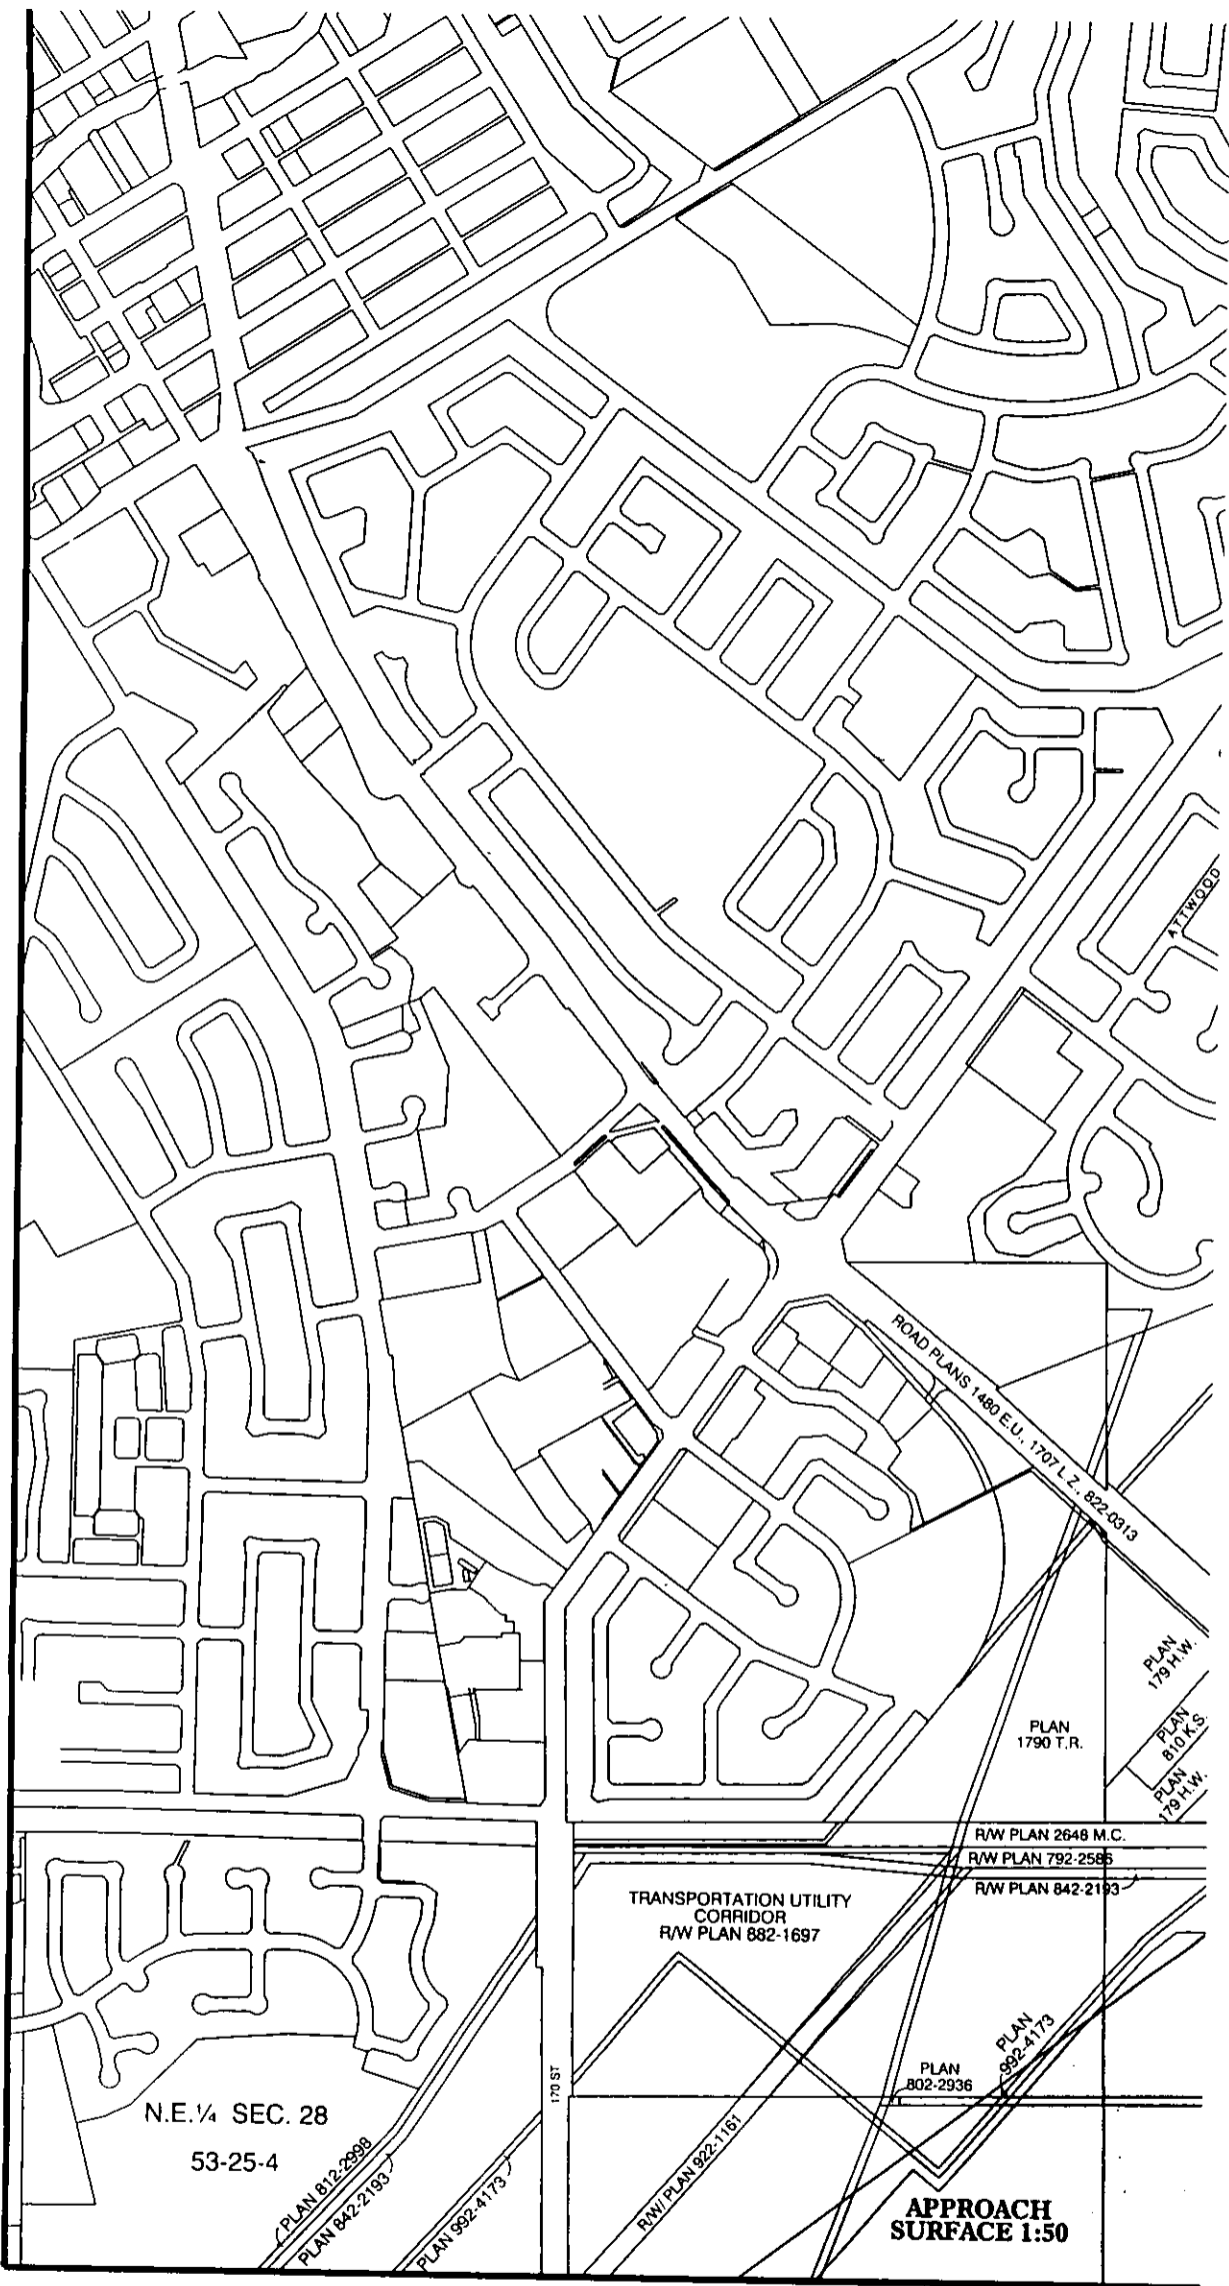 ATTWOOD
ROAD PLANS 1480 E.U., 1707 L.Z., 822-0313
PLAN
179 H.W.
PLAN
810 K.S.
PLAN
179 H.W.
PLAN
1790 T.R.
R/W PLAN 2648 M.C.
R/W PLAN 792-2586
R/W PLAN 842-2193
TRANSPORTATION UTILITY
CORRIDOR
R/W PLAN 882-1697
PLAN
992-4173
PLAN
802-2936
170 ST
N.E.¼ SEC. 28
53-25-4
PLAN 812-2998
PLAN 842-2193
PLAN 992-4173
R/W/ PLAN 922-1161
APPROACH
SURFACE 1:50